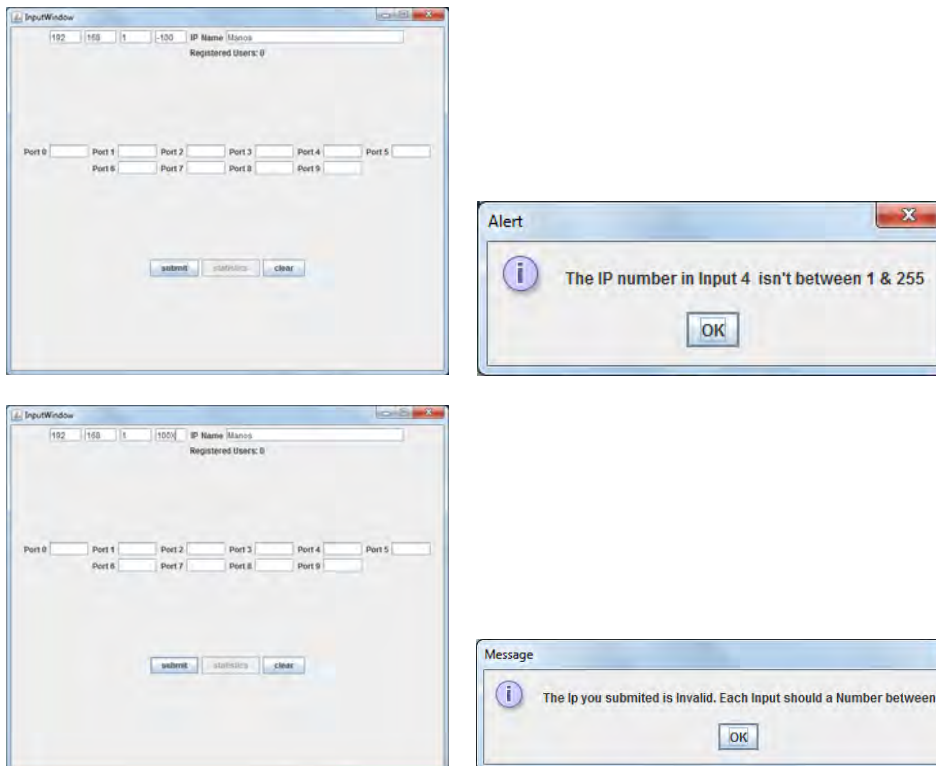 InputWindow
192 168 1 -100 IP Name Manos
Registered Users: 0
Port 0 Port 1 Port 2 Port 3 Port 4 Port 5
Port 6 Port 7 Port 8 Port 9
submit statistics clear
Alert
The IP number in Input 4 isn't between 1 & 255
OK
InputWindow
192 168 1 100X IP Name Manos
Registered Users: 0
Port 0 Port 1 Port 2 Port 3 Port 4 Port 5
Port 6 Port 7 Port 8 Port 9
submit statistics clear
Message
The Ip you submited is Invalid. Each Input should a Number between
OK